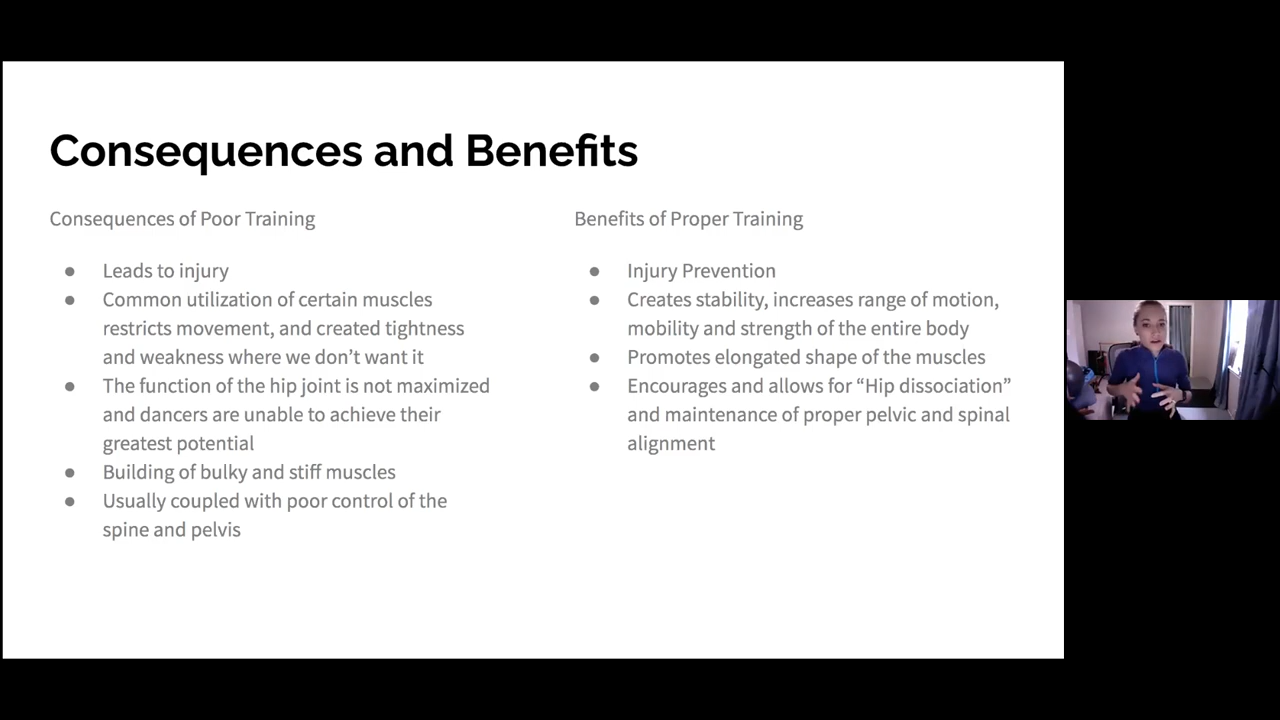 Consequences and Benefits
Consequences of Poor Training
● Leads to injury
● Common utilization of certain muscles
restricts movement, and created tightness
and weakness where we don't want it
● The function of the hip joint is not maximized
and dancers are unable to achieve their
greatest potential
● Building of bulky and stiff muscles
● Usually coupled with poor control of the
spine and pelvis
Benefits of Proper Training
● Injury Prevention
● Creates stability, increases range of motion,
mobility and strength of the entire body
● Promotes elongated shape of the muscles
● Encourages and allows for “Hip dissociation”
and maintenance of proper pelvic and spinal
alignment